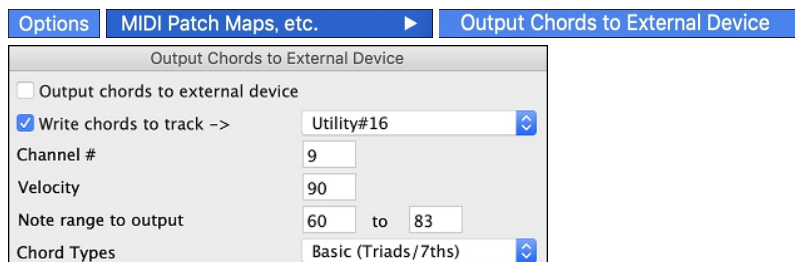 Options MIDI Patch Maps, etc. ▶ Output Chords to External Device
Output Chords to External Device
Output chords to external device
Write chords to track -> Utility#16
Channel # 9
Velocity 90
Note range to output 60 to 83
Chord Types Basic (Triads/7ths)